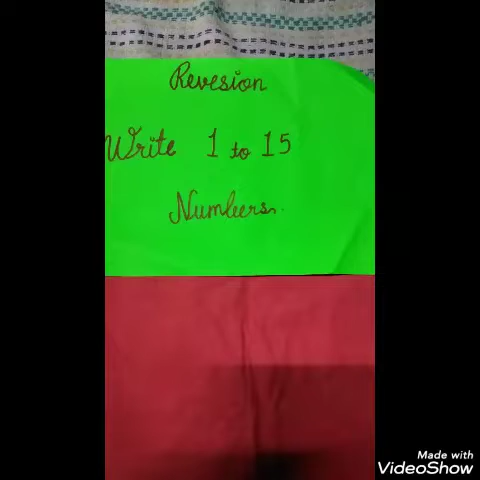 Revesion
Write 1 to 15
Numbers.
Made with
VideoShow